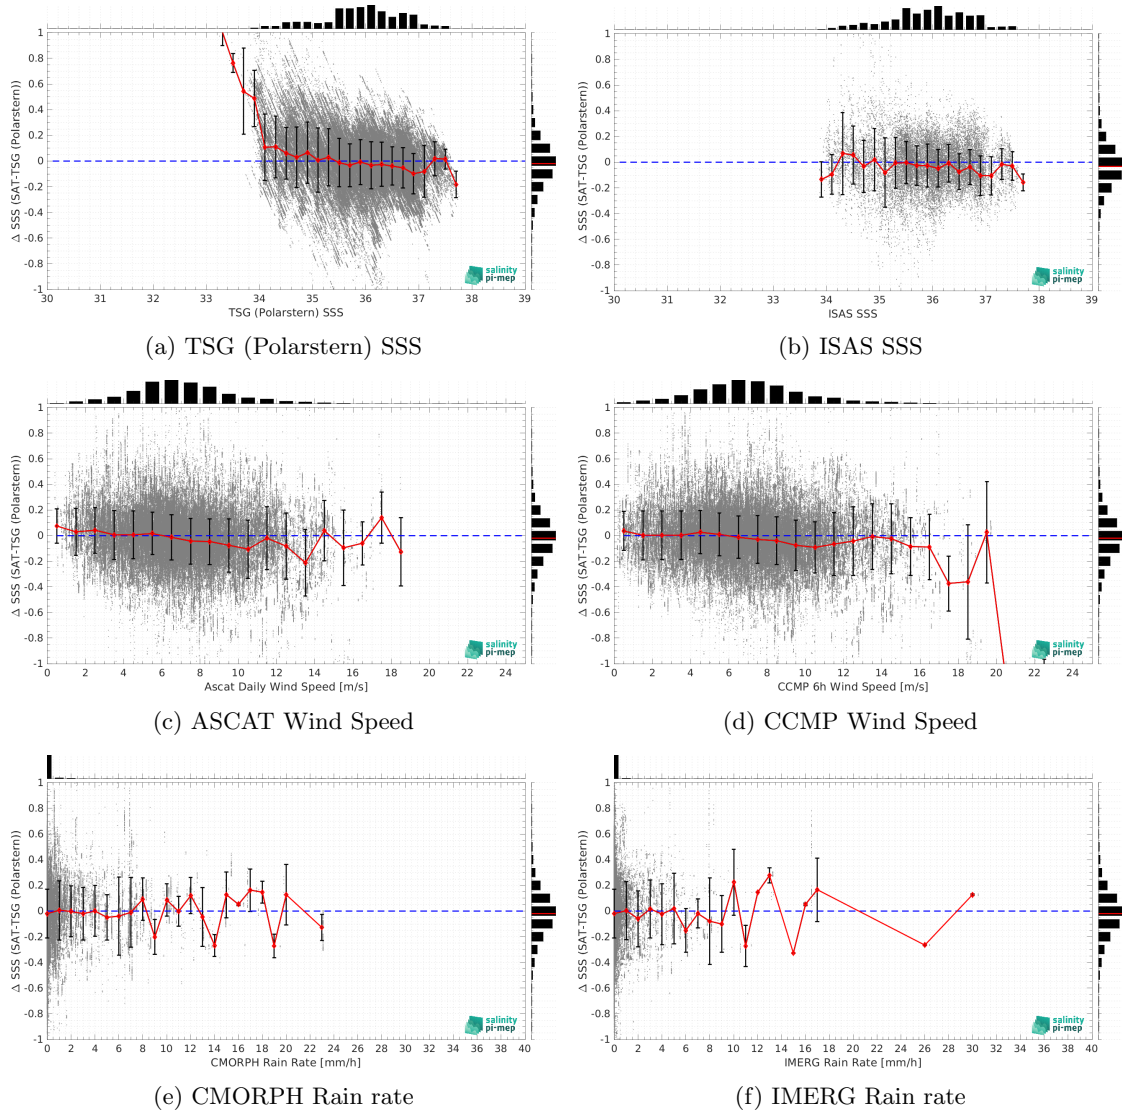 1
0.8
0.6
0.4
0.2
0
-0.2
-0.4
-0.6
-0.8
-1
Δ SSS (SAT-TSG (Polarstern))
30 31 32 33 34 35 36 37 38 39
TSG (Polarstern) SSS
salinity
pi-mep
(a) TSG (Polarstern) SSS
1
0.8
0.6
0.4
0.2
0
-0.2
-0.4
-0.6
-0.8
-1
Δ SSS (SAT-TSG (Polarstern))
30 31 32 33 34 35 36 37 38 39
ISAS SSS
salinity
pi-mep
(b) ISAS SSS
1
0.8
0.6
0.4
0.2
0
-0.2
-0.4
-0.6
-0.8
-1
Δ SSS (SAT-TSG (Polarstern))
0 2 4 6 8 10 12 14 16 18 20 22 24
Ascat Daily Wind Speed [m/s]
salinity
pi-mep
(c) ASCAT Wind Speed
1
0.8
0.6
0.4
0.2
0
-0.2
-0.4
-0.6
-0.8
-1
Δ SSS (SAT-TSG (Polarstern))
0 2 4 6 8 10 12 14 16 18 20 22 24
CCMP 6h Wind Speed [m/s]
salinity
pi-mep
(d) CCMP Wind Speed
1
0.8
0.6
0.4
0.2
0
-0.2
-0.4
-0.6
-0.8
-1
Δ SSS (SAT-TSG (Polarstern))
0 2 4 6 8 10 12 14 16 18 20 22 24 26 28 30 32 34 36 38 40
CMORPH Rain Rate [mm/h]
salinity
pi-mep
(e) CMORPH Rain rate
1
0.8
0.6
0.4
0.2
0
-0.2
-0.4
-0.6
-0.8
-1
Δ SSS (SAT-TSG (Polarstern))
0 2 4 6 8 10 12 14 16 18 20 22 24 26 28 30 32 34 36 38 40
IMERG Rain Rate [mm/h]
salinity
pi-mep
(f) IMERG Rain rate